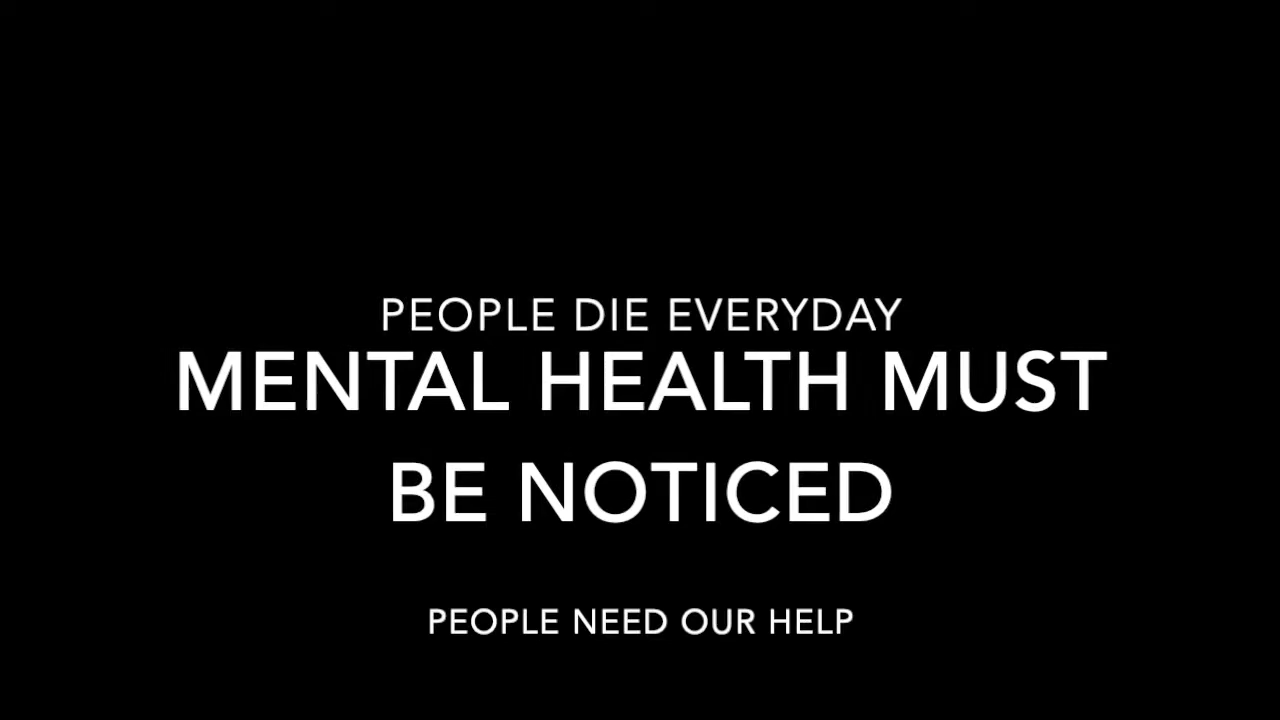 PEOPLE DIE EVERYDAY
MENTAL HEALTH MUST
BE NOTICED
PEOPLE NEED OUR HELP